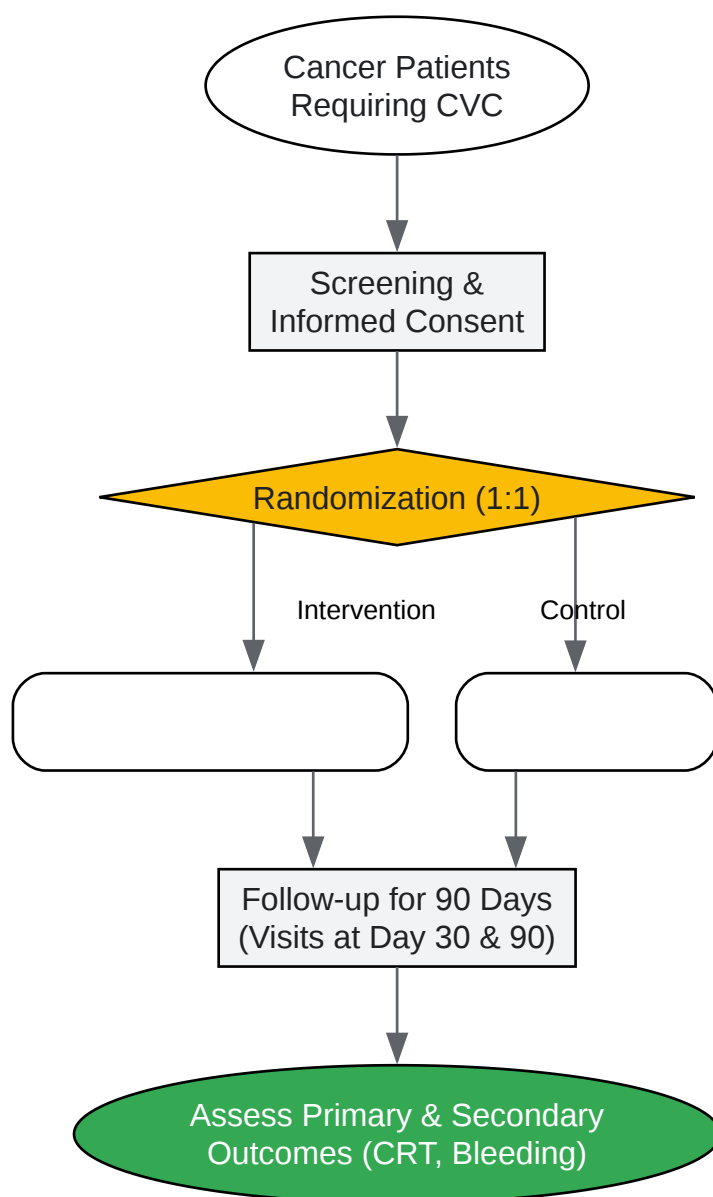 Cancer Patients
Requiring CVC
Screening &
Informed Consent
Randomization (1:1)
Intervention
Control
Follow-up for 90 Days
(Visits at Day 30 & 90)
Assess Primary & Secondary
Outcomes (CRT, Bleeding)